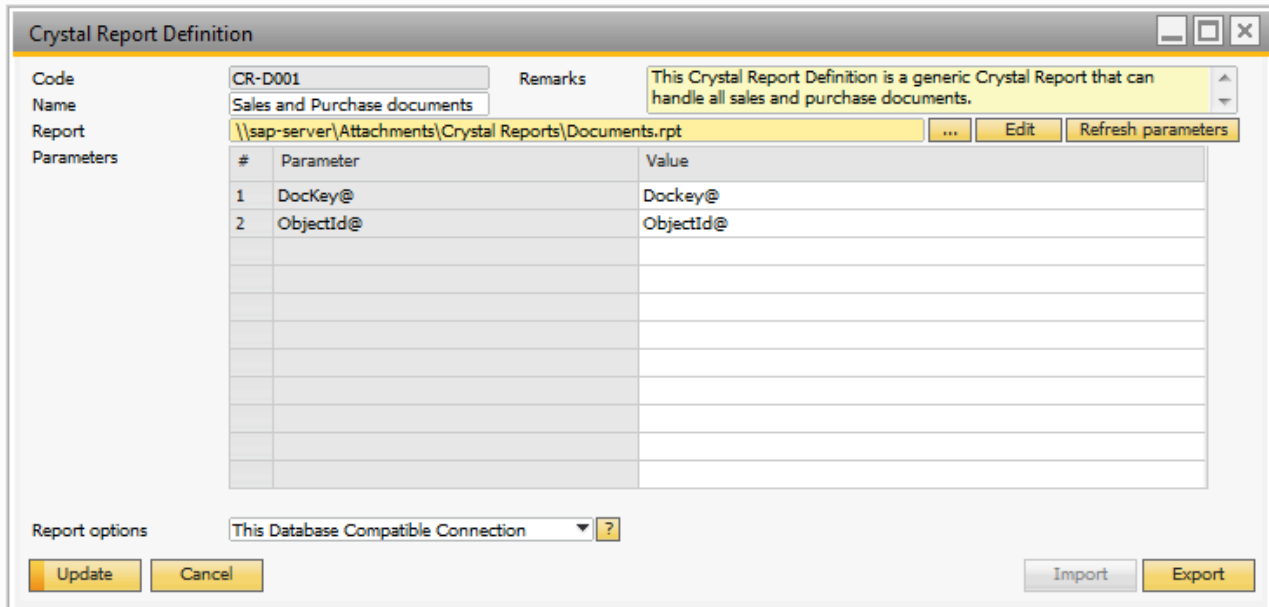 Crystal Report Definition
Code CR-D001 Remarks This Crystal Report Definition is a generic Crystal Report that can
Name Sales and Purchase documents handle all sales and purchase documents.
Report \\sap-server\Attachments\Crystal Reports\Documents.rpt ... Edit Refresh parameters
Parameters # Parameter Value
1 DocKey@ Dockey@
2 ObjectId@ ObjectId@
Report options This Database Compatible Connection ?
Update Cancel Import Export